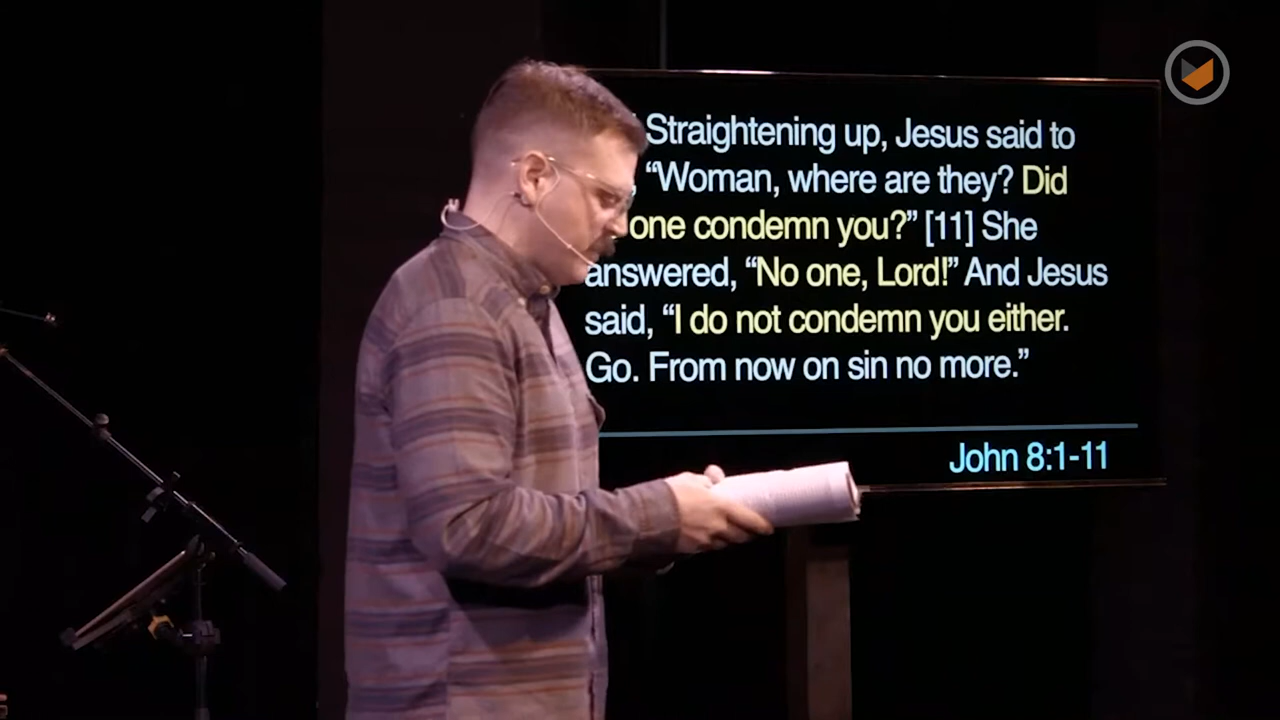 Straightening up, Jesus said to
“Woman, where are they? Did
one condemn you?” [11] She
answered, “No one, Lord!” And Jesus
said, “I do not condemn you either.
Go. From now on sin no more.”
John 8:1-11